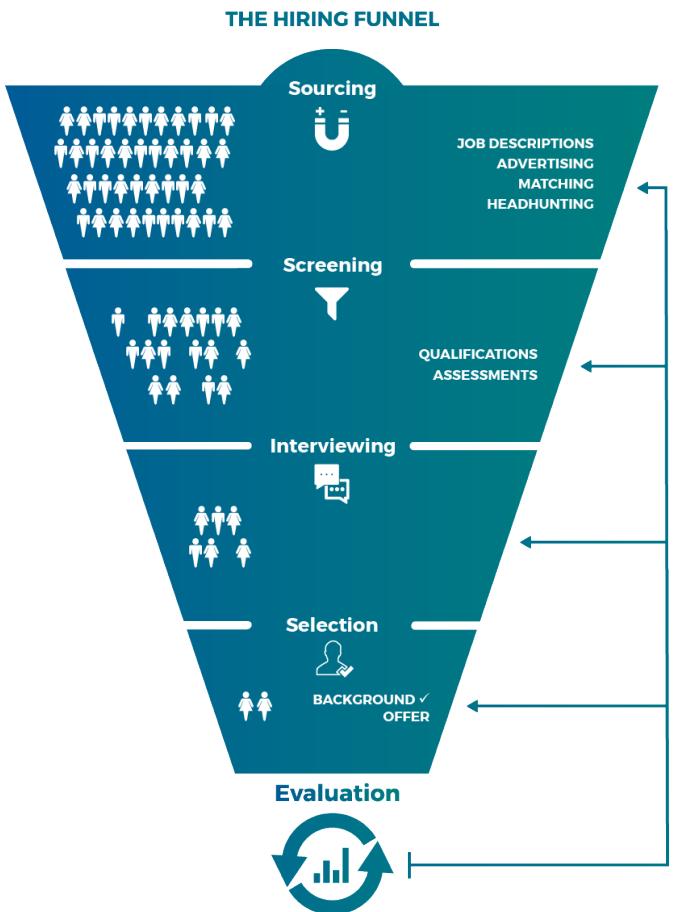 THE HIRING FUNNEL
Sourcing
+ -
JOB DESCRIPTIONS
ADVERTISING
MATCHING
HEADHUNTING
Screening
QUALIFICATIONS
ASSESSMENTS
Interviewing
Selection
BACKGROUND ✓
OFFER
Evaluation